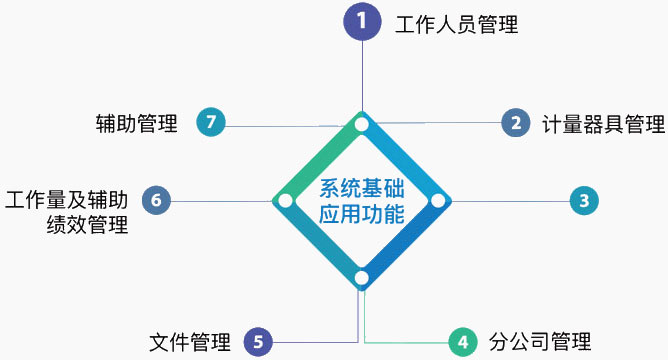 1 工作人员管理
辅助管理 7
2 计量器具管理
系统基础
应用功能
工作量及辅助
绩效管理
6
3
文件管理 5
4 分公司管理